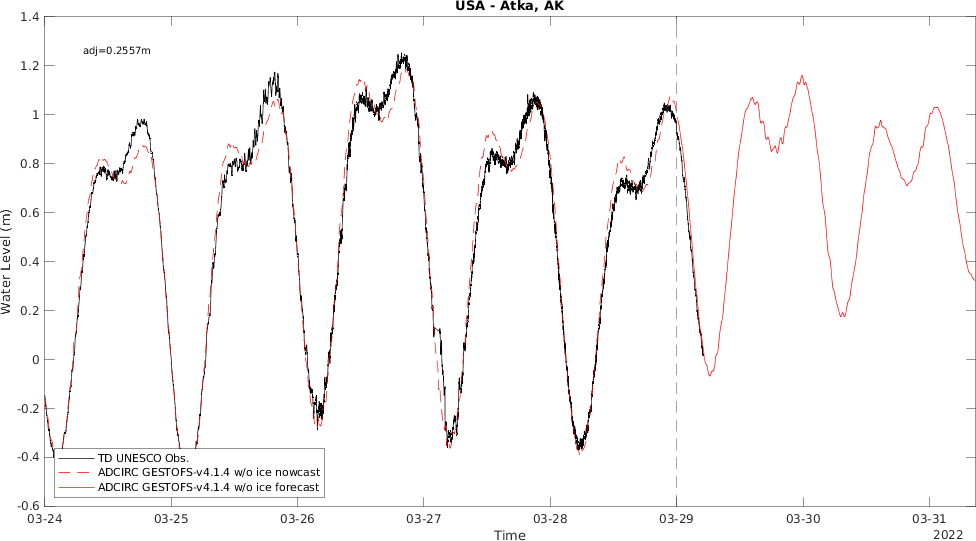 USA - Atka, AK
1.4
adj=0.2557m
1.2
1
0.8
0.6
0.4
0.2
0
-0.2
-0.4
-0.6
Water Level (m)
TD UNESCO Obs.
ADCIRC GESTOFS-v4.1.4 w/o ice nowcast
ADCIRC GESTOFS-v4.1.4 w/o ice forecast
03-24 03-25 03-26 03-27 03-28 03-29 03-30 03-31
Time
2022